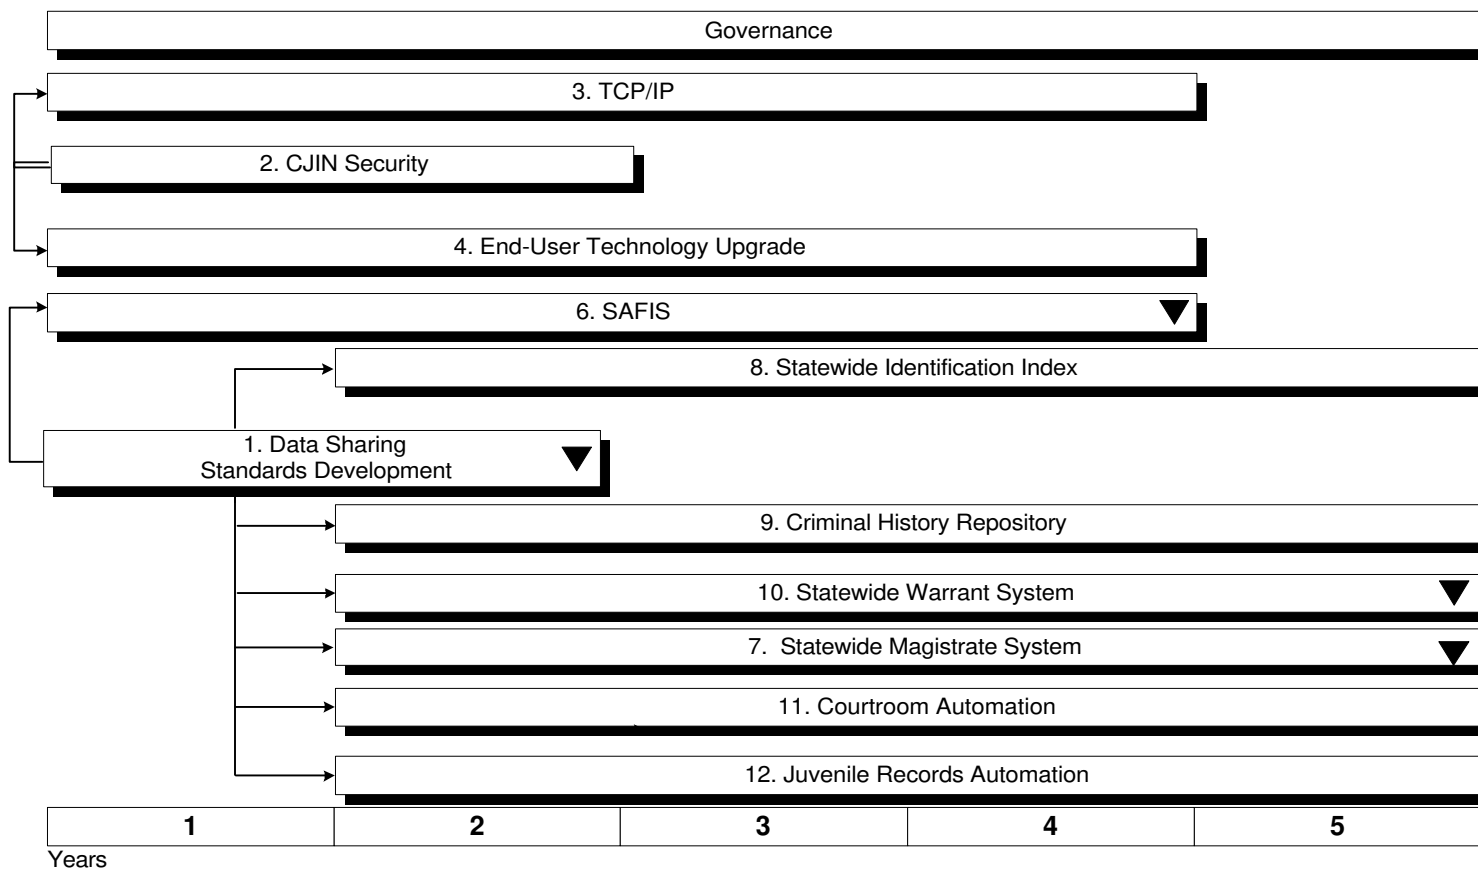 Governance
3. TCP/IP
2. CJIN Security
4. End-User Technology Upgrade
6. SAFIS
8. Statewide Identification Index
1. Data Sharing
Standards Development
9. Criminal History Repository
10. Statewide Warrant System
7. Statewide Magistrate System
11. Courtroom Automation
12. Juvenile Records Automation
1 2 3 4 5
Years